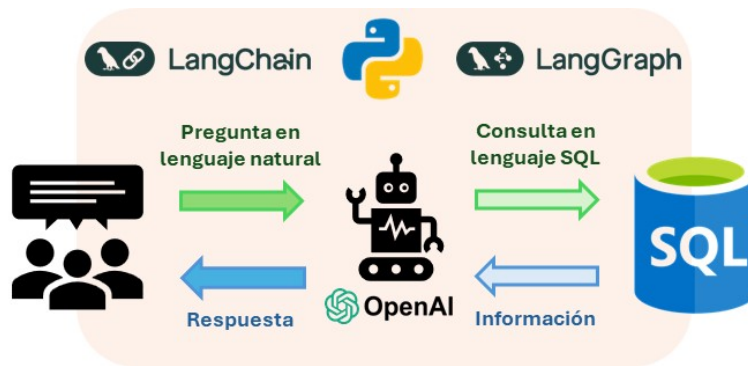 LangChain
LangGraph
Pregunta en
lenguaje natural
Consulta en
lenguaje SQL
SQL
OpenAI
Respuesta
Información